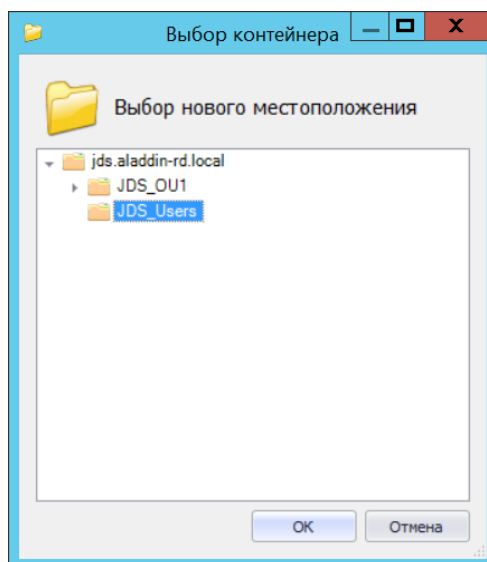 Выбор контейнера
Выбор нового местоположения
jds.aladdin-rd.local
JDS_OU1
JDS_Users
OK
Отмена